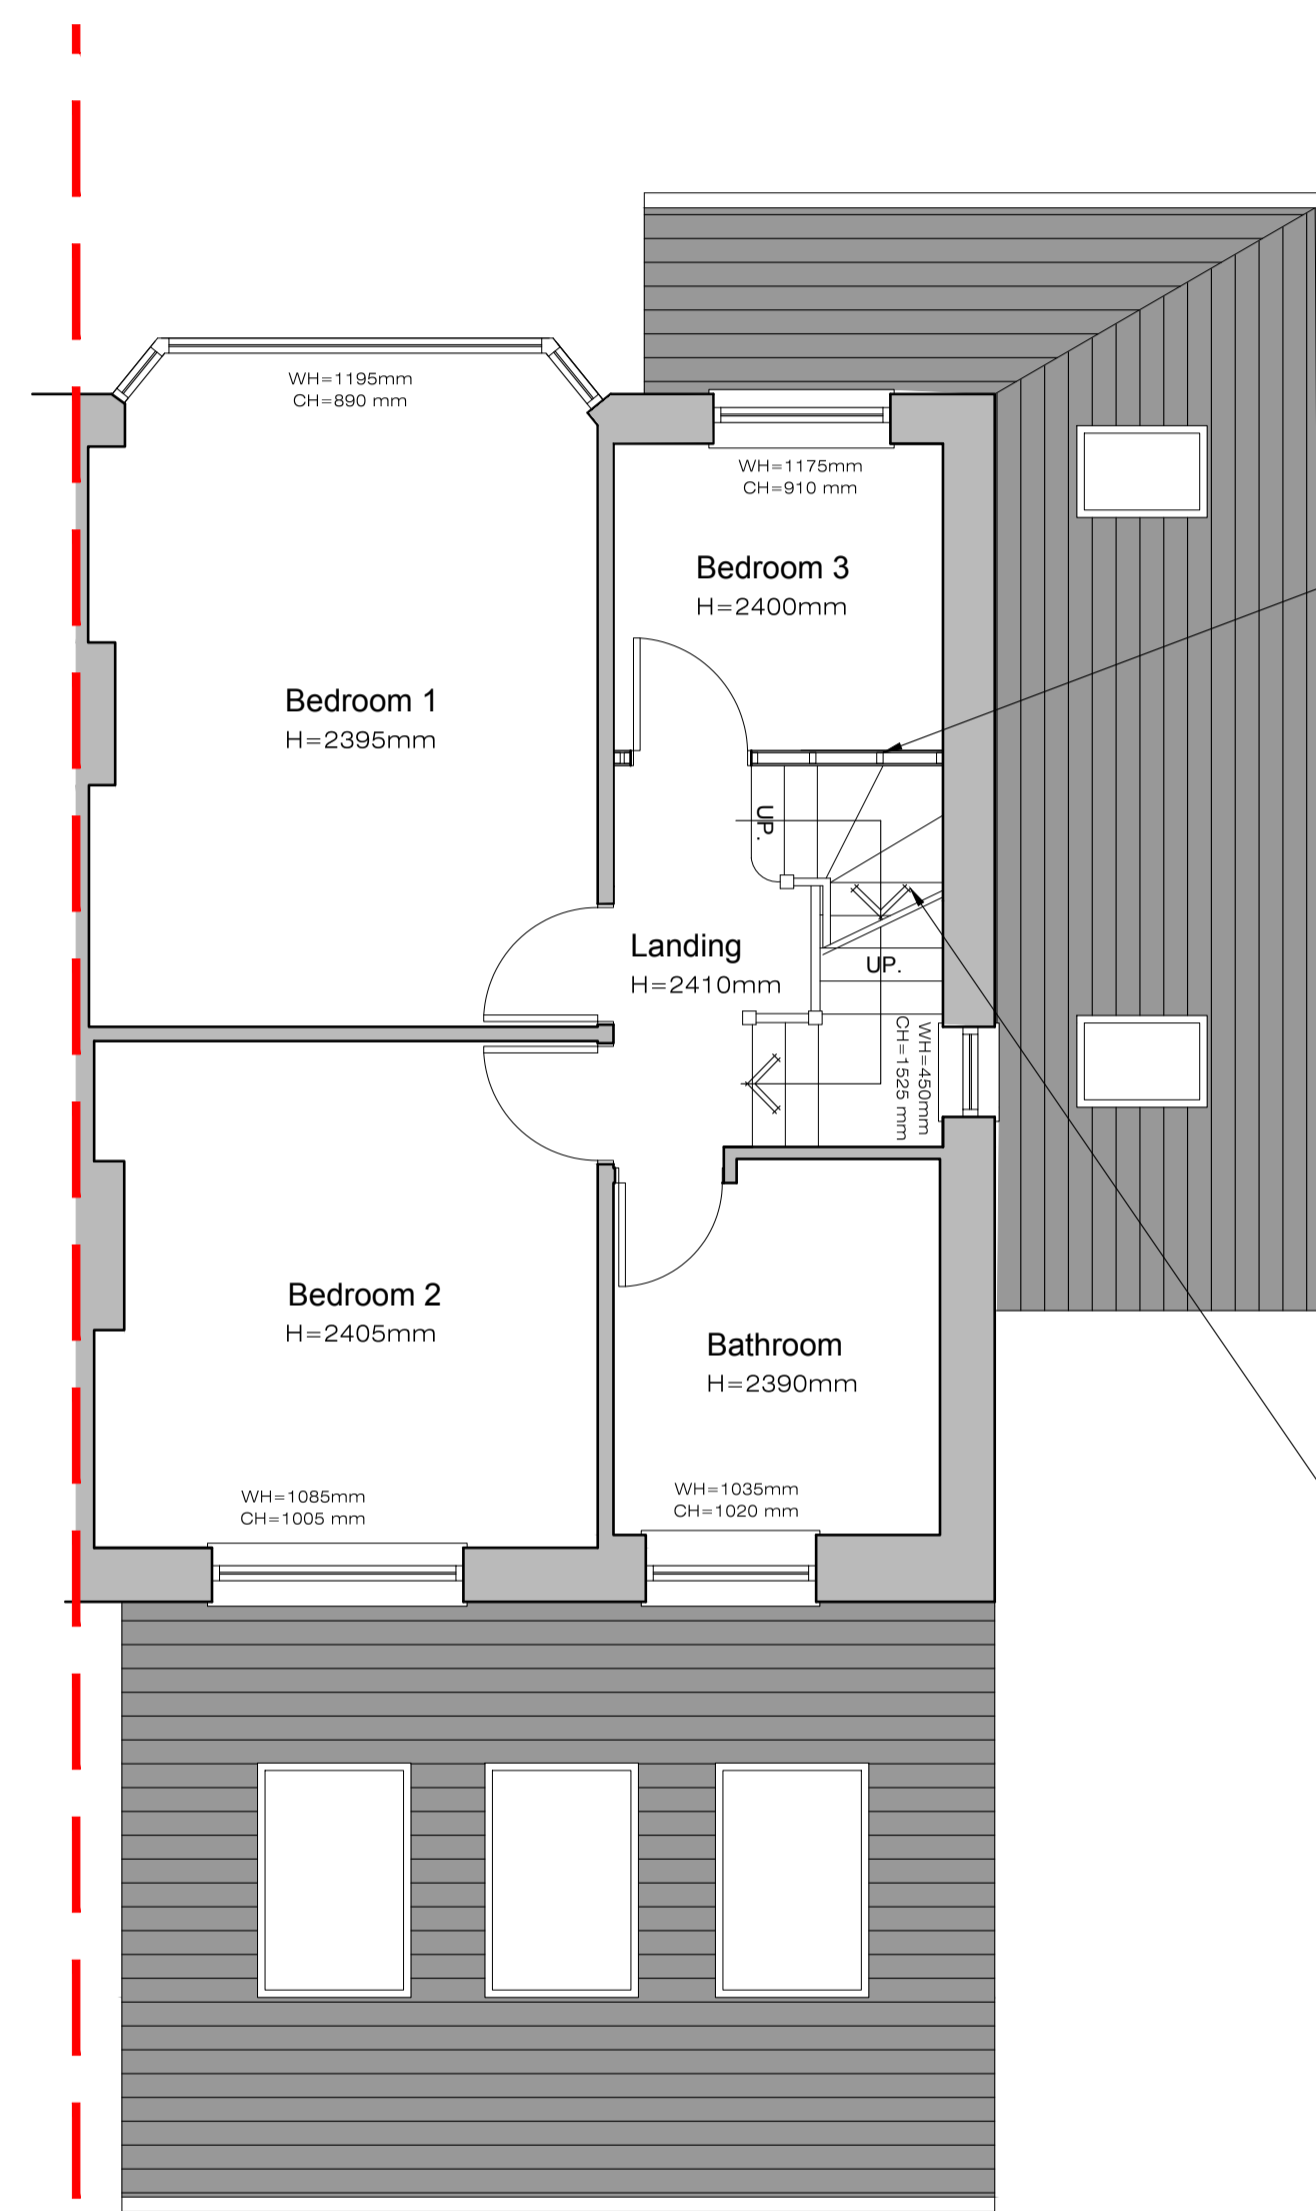 WH=1195mm
CH=890 mm
WH=1175mm
CH=910 mm
Bedroom 3
H=2400mm
Bedroom 1
H=2395mm
UP.
Landing
H=2410mm
UP.
WH=450mm
CH=1525 mm
Bedroom 2
H=2405mm
Bathroom
H=2390mm
WH=1085mm
CH=1005 mm
WH=1035mm
CH=1020 mm